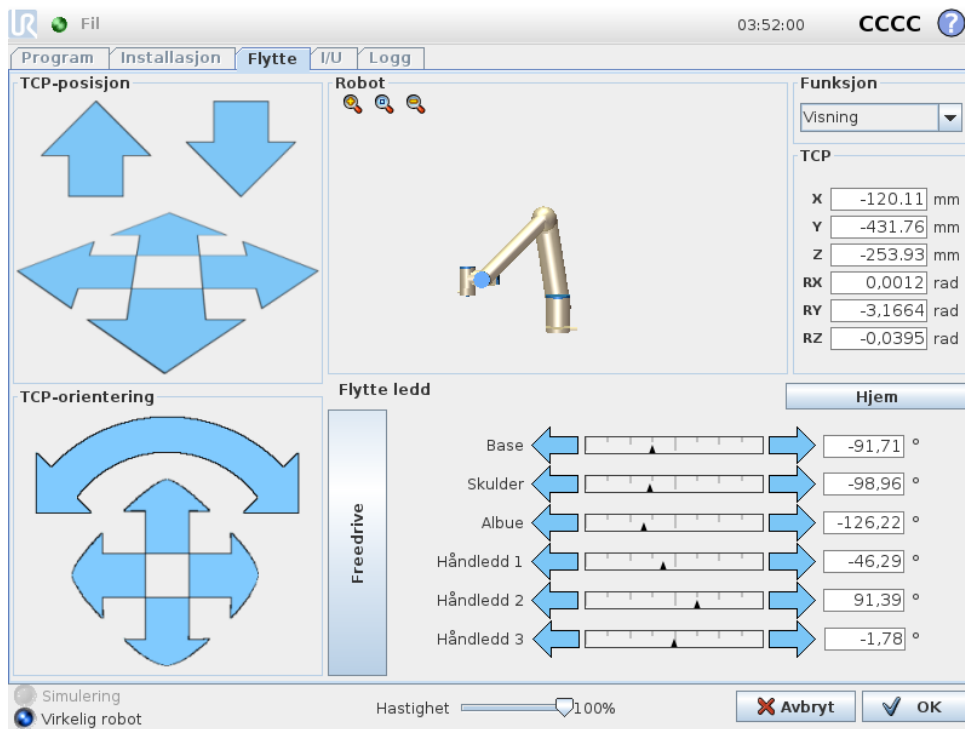 UR Fil 03:52:00 CCCC ?
Program Installasjon Flytte I/U Logg
TCP-posisjon
Robot
Funksjon
Visning
TCP
X -120.11 mm
Y -431.76 mm
Z -253.93 mm
RX 0,0012 rad
RY -3,1664 rad
RZ -0,0395 rad
TCP-orientering
Flytte ledd
Hjem
Freedrive
Base -91,71 °
Skulder -98,96 °
Albue -126,22 °
Håndledd 1 -46,29 °
Håndledd 2 91,39 °
Håndledd 3 -1,78 °
Simulering
Virkelig robot
Hastighet 100%
Avbryt
OK